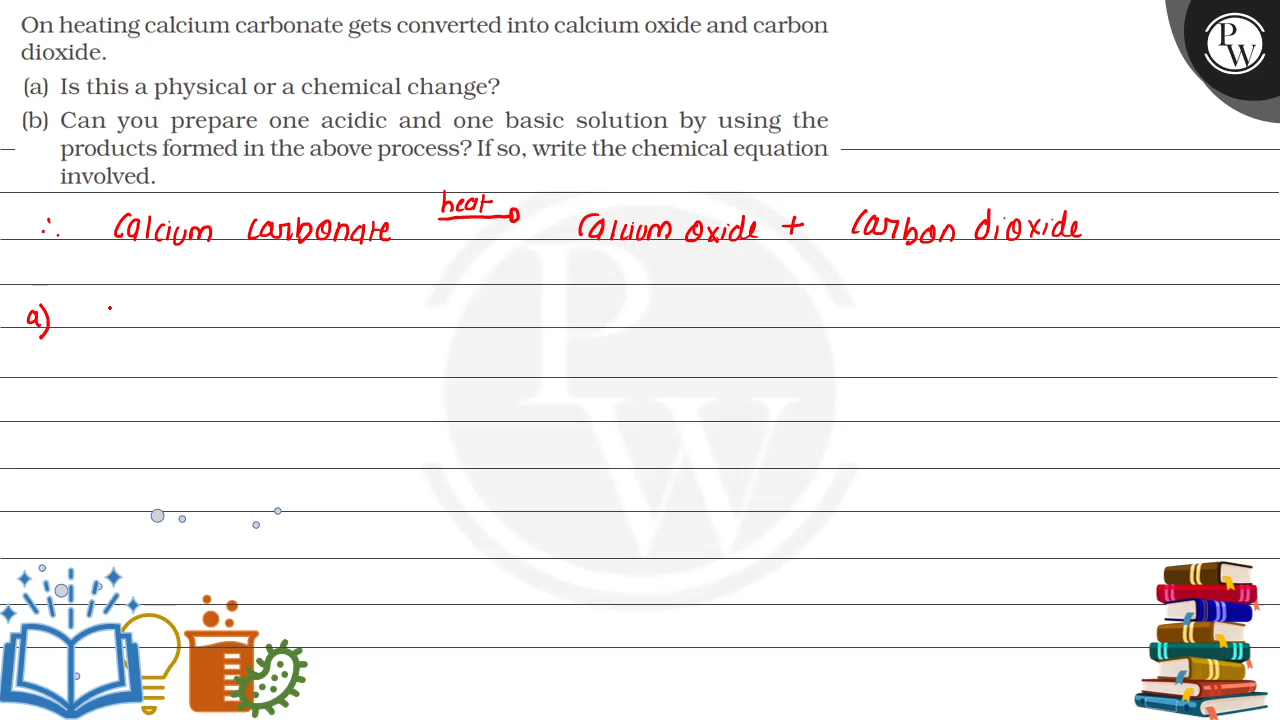 On heating calcium carbonate gets converted into calcium oxide and carbon
dioxide.
(a) Is this a physical or a chemical change?
(b) Can you prepare one acidic and one basic solution by using the
products formed in the above process? If so, write the chemical equation
involved.
heat
∴ Calcium carbonate Calcium oxide + Carbon dioxide
a)
P
W
P
W